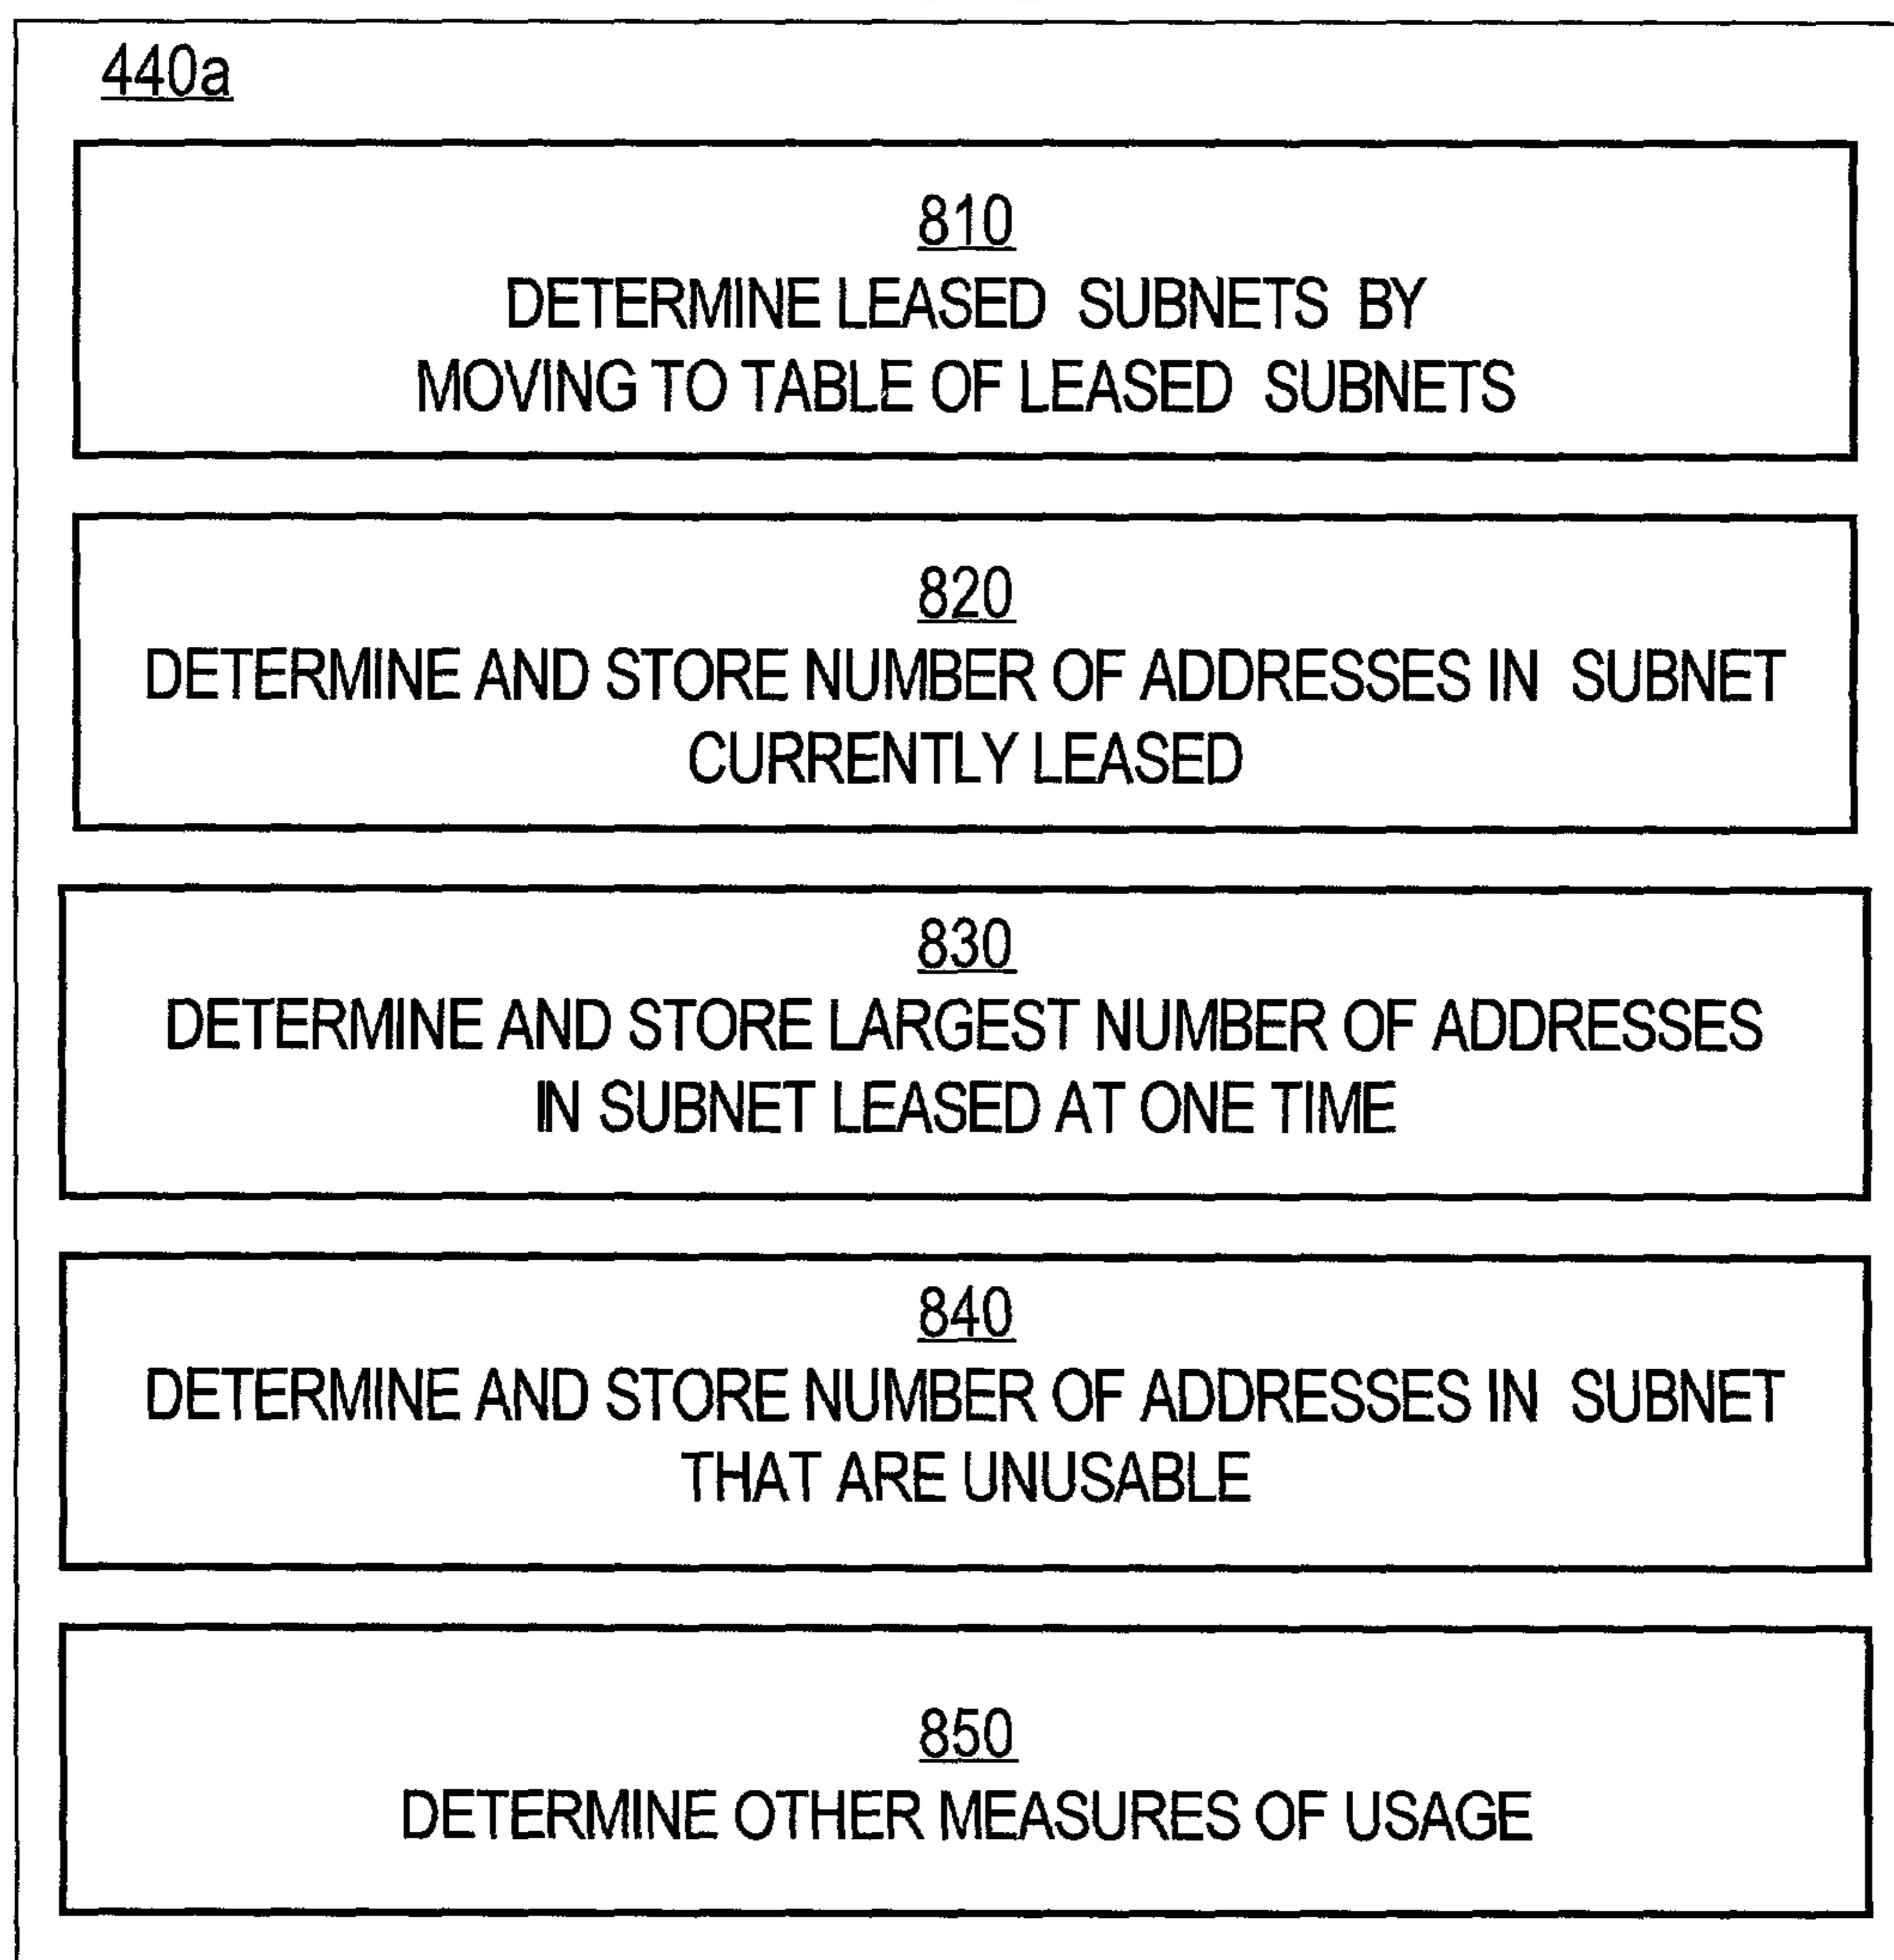 440a
810
DETERMINE LEASED SUBNETS BY
MOVING TO TABLE OF LEASED SUBNETS
820
DETERMINE AND STORE NUMBER OF ADDRESSES IN SUBNET
CURRENTLY LEASED
830
DETERMINE AND STORE LARGEST NUMBER OF ADDRESSES
IN SUBNET LEASED AT ONE TIME
840
DETERMINE AND STORE NUMBER OF ADDRESSES IN SUBNET
THAT ARE UNUSABLE
850
DETERMINE OTHER MEASURES OF USAGE